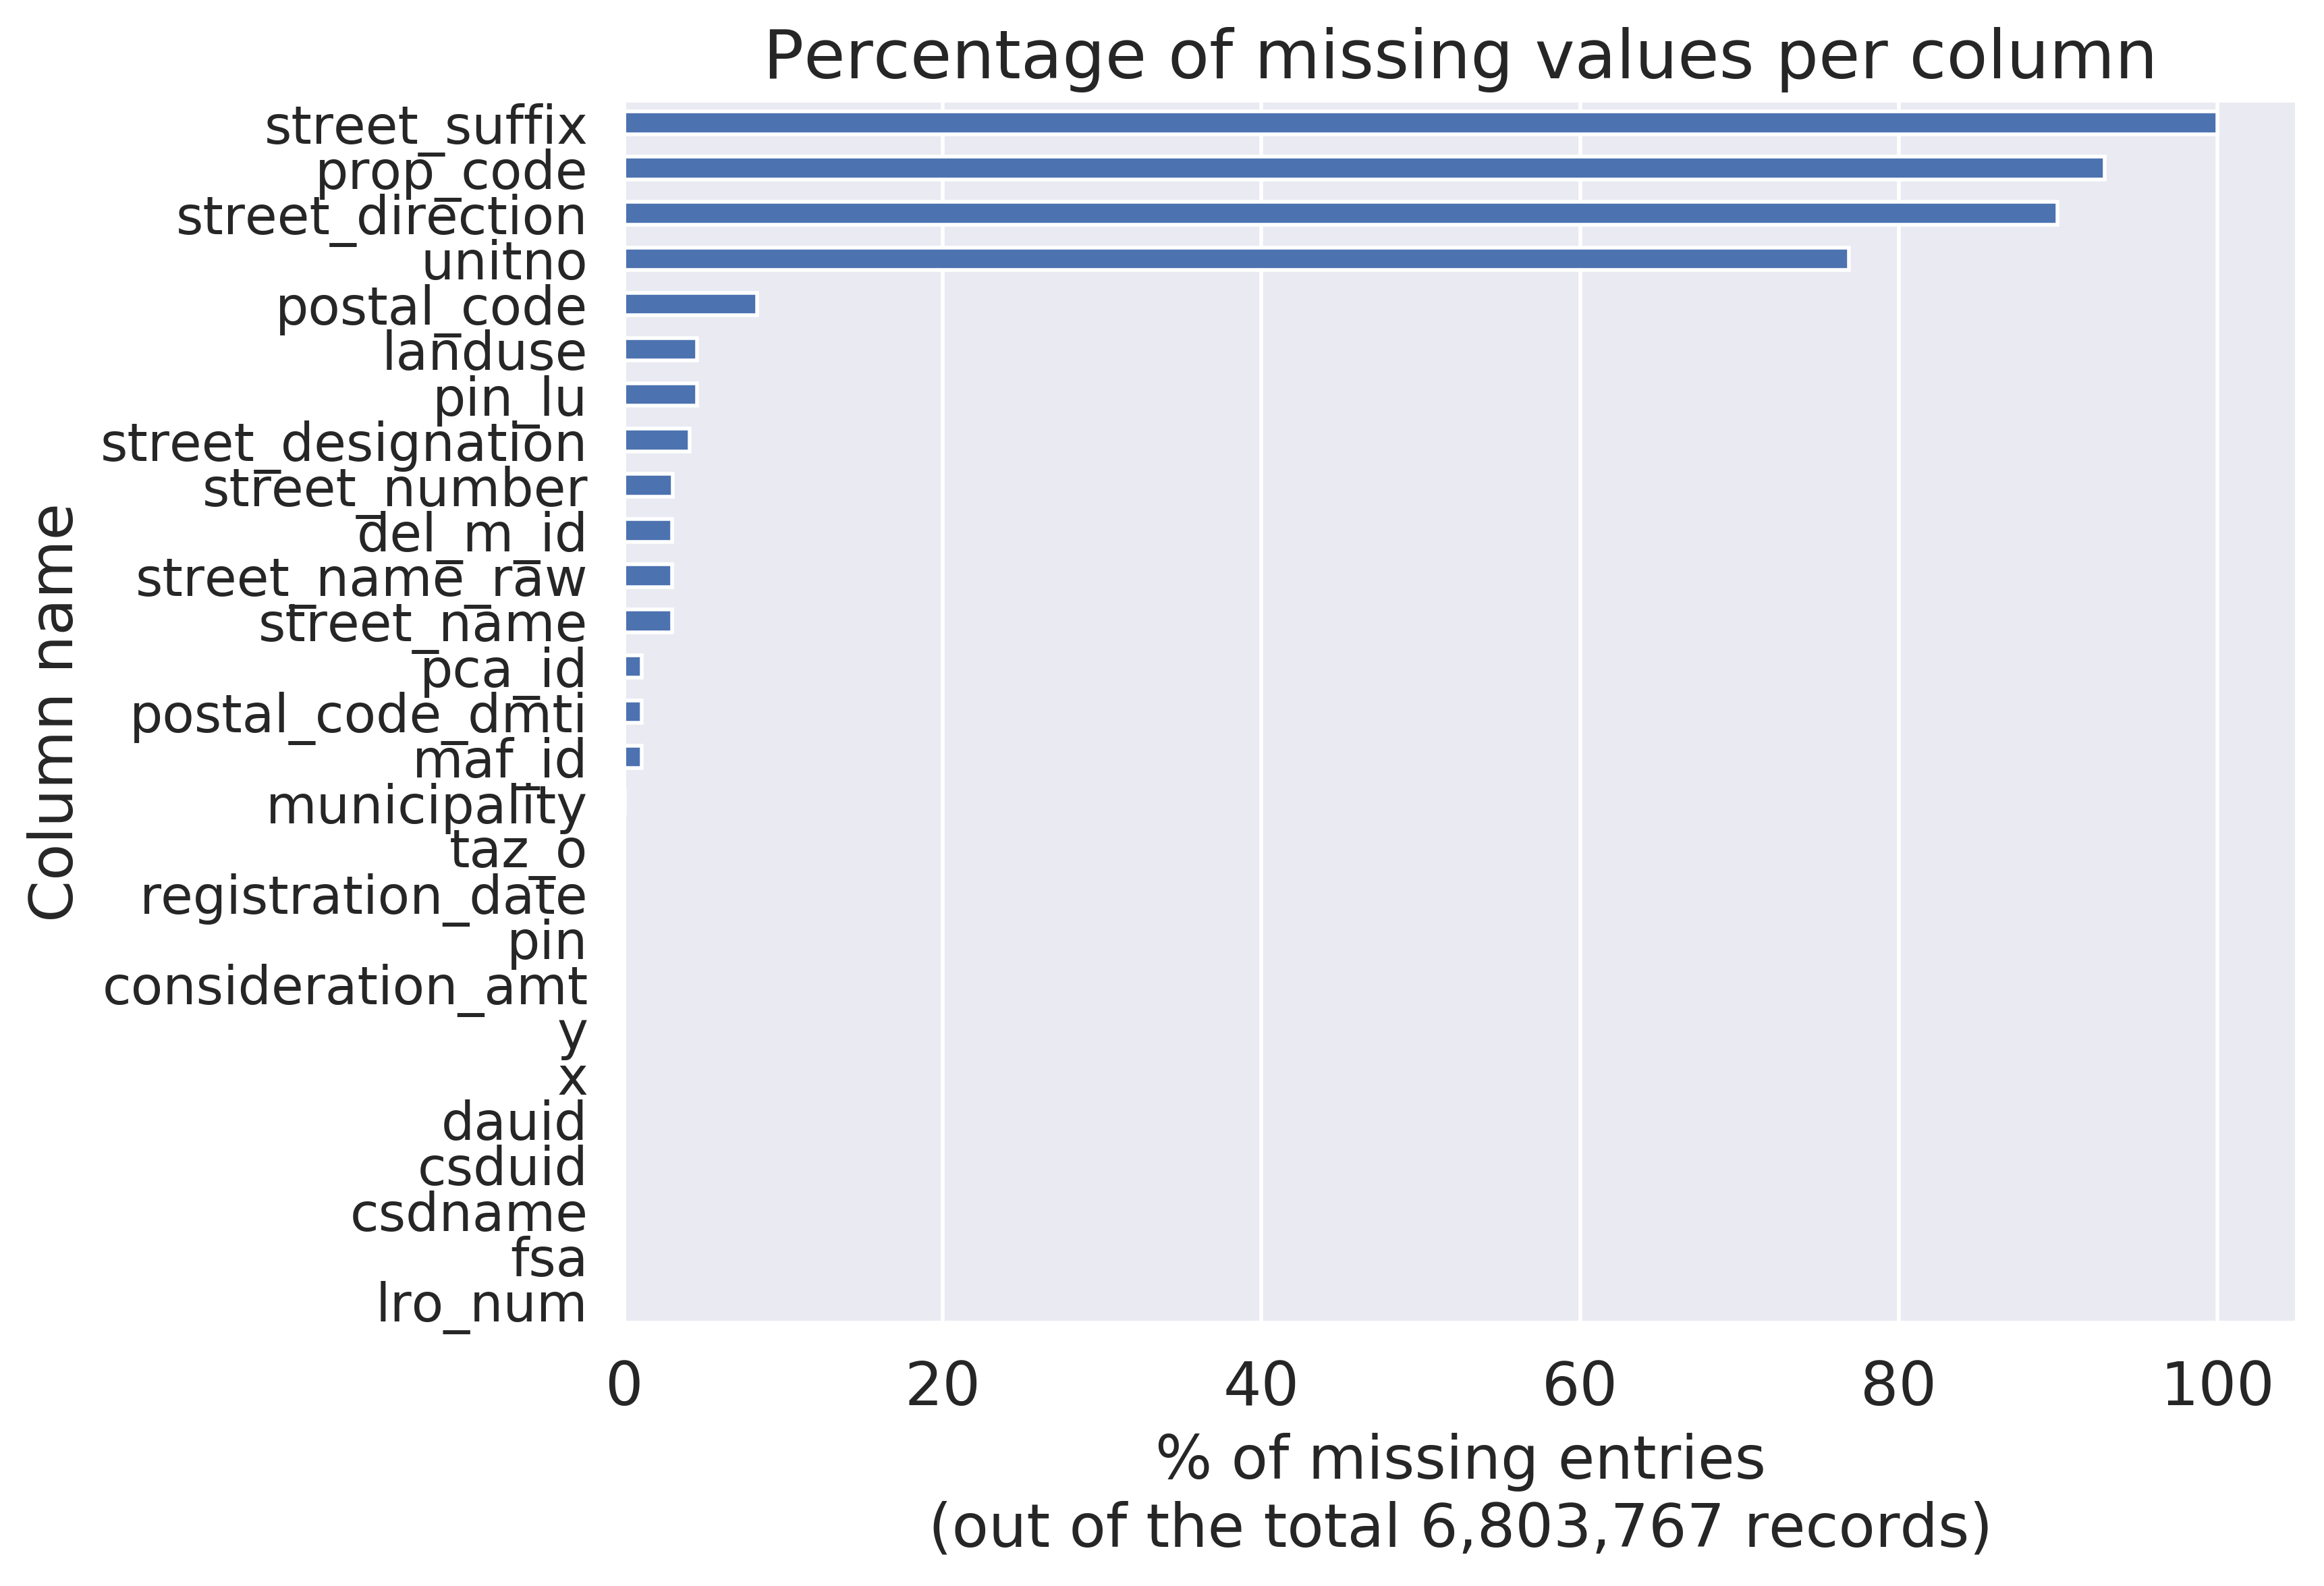 Percentage of missing values per column
street_suffix
prop_code
street_direction
unitno
postal_code
landuse
pin_lu
street_designation
street_number
del_m_id
street_name_raw
street_name
pca_id
postal_code_dmti
maf_id
municipality
taz_o
registration_date
pin
consideration_amt
y
x
dauid
csduid
csdname
fsa
lro_num
Column name
0 20 40 60 80 100
% of missing entries
(out of the total 6,803,767 records)